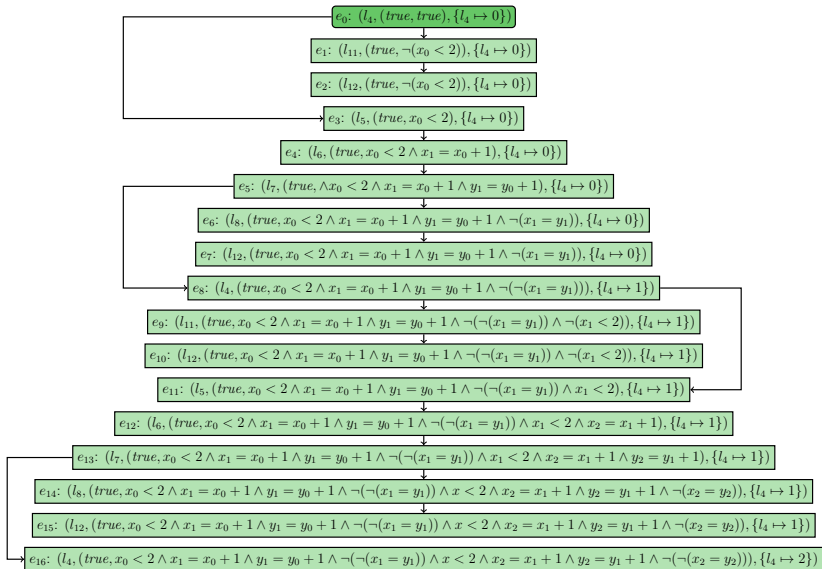 e₀: (l₄, (true, true), {l₄ ↦ 0})
e₁: (l₁₁, (true, ¬(x₀ < 2)), {l₄ ↦ 0})
e₂: (l₁₂, (true, ¬(x₀ < 2)), {l₄ ↦ 0})
e₃: (l₅, (true, x₀ < 2), {l₄ ↦ 0})
e₄: (l₆, (true, x₀ < 2 ∧ x₁ = x₀ + 1), {l₄ ↦ 0})
e₅: (l₇, (true, ∧x₀ < 2 ∧ x₁ = x₀ + 1 ∧ y₁ = y₀ + 1), {l₄ ↦ 0})
e₆: (l₈, (true, x₀ < 2 ∧ x₁ = x₀ + 1 ∧ y₁ = y₀ + 1 ∧ ¬(x₁ = y₁)), {l₄ ↦ 0})
e₇: (l₁₂, (true, x₀ < 2 ∧ x₁ = x₀ + 1 ∧ y₁ = y₀ + 1 ∧ ¬(x₁ = y₁)), {l₄ ↦ 0})
e₈: (l₄, (true, x₀ < 2 ∧ x₁ = x₀ + 1 ∧ y₁ = y₀ + 1 ∧ ¬(¬(x₁ = y₁))), {l₄ ↦ 1})
e₉: (l₁₁, (true, x₀ < 2 ∧ x₁ = x₀ + 1 ∧ y₁ = y₀ + 1 ∧ ¬(¬(x₁ = y₁)) ∧ ¬(x₁ < 2)), {l₄ ↦ 1})
e₁₀: (l₁₂, (true, x₀ < 2 ∧ x₁ = x₀ + 1 ∧ y₁ = y₀ + 1 ∧ ¬(¬(x₁ = y₁)) ∧ ¬(x₁ < 2)), {l₄ ↦ 1})
e₁₁: (l₅, (true, x₀ < 2 ∧ x₁ = x₀ + 1 ∧ y₁ = y₀ + 1 ∧ ¬(¬(x₁ = y₁)) ∧ x₁ < 2), {l₄ ↦ 1})
e₁₂: (l₆, (true, x₀ < 2 ∧ x₁ = x₀ + 1 ∧ y₁ = y₀ + 1 ∧ ¬(¬(x₁ = y₁)) ∧ x₁ < 2 ∧ x₂ = x₁ + 1), {l₄ ↦ 1})
e₁₃: (l₇, (true, x₀ < 2 ∧ x₁ = x₀ + 1 ∧ y₁ = y₀ + 1 ∧ ¬(¬(x₁ = y₁)) ∧ x₁ < 2 ∧ x₂ = x₁ + 1 ∧ y₂ = y₁ + 1), {l₄ ↦ 1})
e₁₄: (l₈, (true, x₀ < 2 ∧ x₁ = x₀ + 1 ∧ y₁ = y₀ + 1 ∧ ¬(¬(x₁ = y₁)) ∧ x < 2 ∧ x₂ = x₁ + 1 ∧ y₂ = y₁ + 1 ∧ ¬(x₂ = y₂)), {l₄ ↦ 1})
e₁₅: (l₁₂, (true, x₀ < 2 ∧ x₁ = x₀ + 1 ∧ y₁ = y₀ + 1 ∧ ¬(¬(x₁ = y₁)) ∧ x < 2 ∧ x₂ = x₁ + 1 ∧ y₂ = y₁ + 1 ∧ ¬(x₂ = y₂)), {l₄ ↦ 1})
e₁₆: (l₄, (true, x₀ < 2 ∧ x₁ = x₀ + 1 ∧ y₁ = y₀ + 1 ∧ ¬(¬(x₁ = y₁)) ∧ x < 2 ∧ x₂ = x₁ + 1 ∧ y₂ = y₁ + 1 ∧ ¬(¬(x₂ = y₂))), {l₄ ↦ 2})